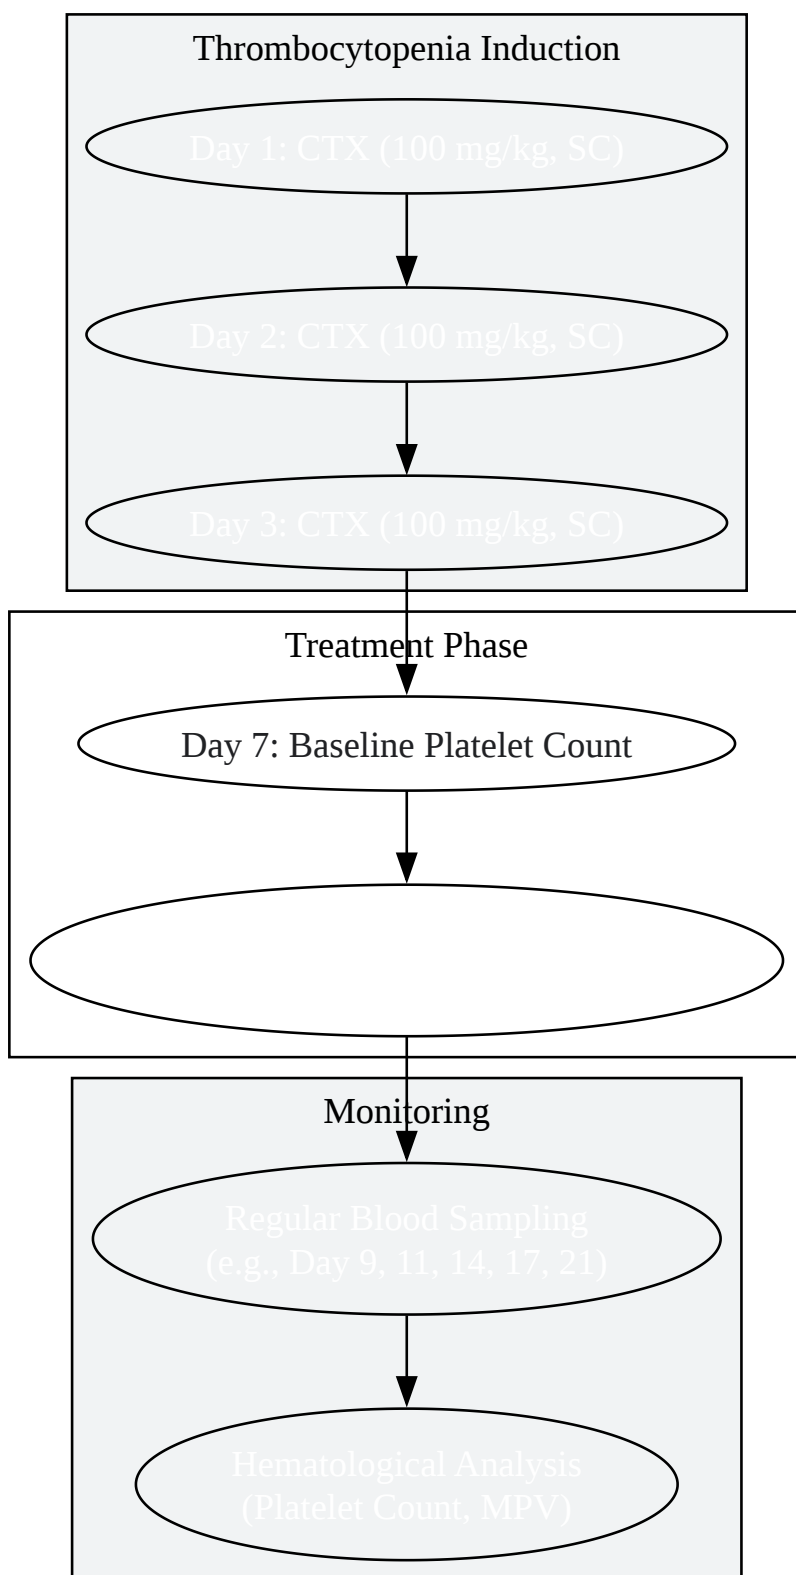 Thrombocytopenia Induction
Day 1: CTX (100 mg/kg, SC)
Day 2: CTX (100 mg/kg, SC)
Day 3: CTX (100 mg/kg, SC)
Treatment Phase
Day 7: Baseline Platelet Count
Monitoring
Regular Blood Sampling
(e.g., Day 9, 11, 14, 17, 21)
Hematological Analysis
(Platelet Count, MPV)